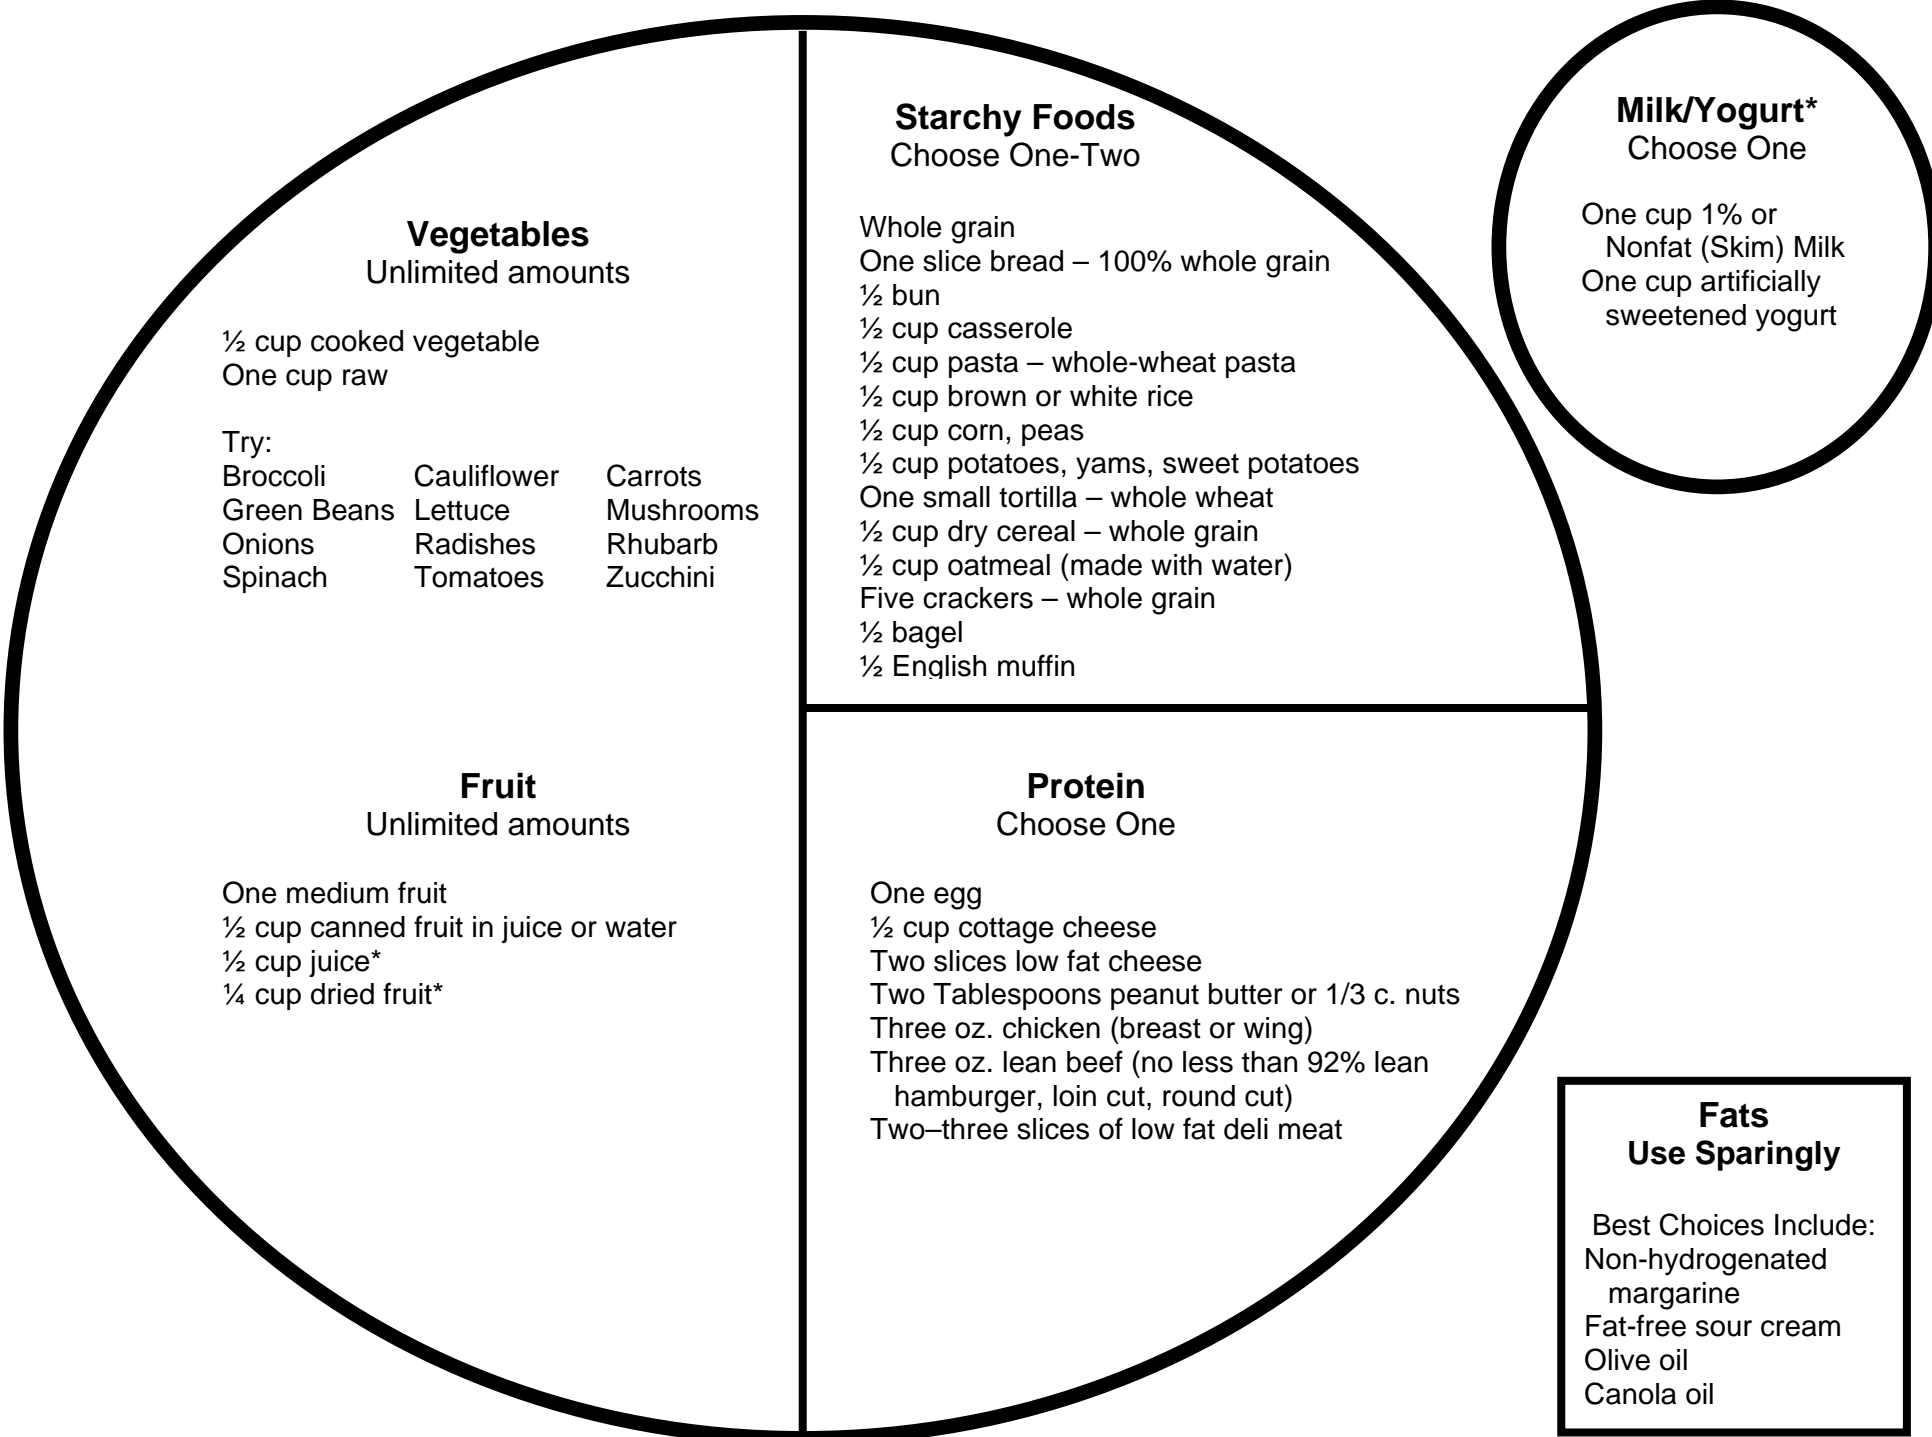 Vegetables
Unlimited amounts
½ cup cooked vegetable
One cup raw
Try:
Broccoli Cauliflower Carrots
Green Beans Lettuce Mushrooms
Onions Radishes Rhubarb
Spinach Tomatoes Zucchini
Fruit
Unlimited amounts
One medium fruit
½ cup canned fruit in juice or water
½ cup juice*
¼ cup dried fruit*
Starchy Foods
Choose One-Two
Whole grain
One slice bread – 100% whole grain
½ bun
½ cup casserole
½ cup pasta – whole-wheat pasta
½ cup brown or white rice
½ cup corn, peas
½ cup potatoes, yams, sweet potatoes
One small tortilla – whole wheat
½ cup dry cereal – whole grain
½ cup oatmeal (made with water)
Five crackers – whole grain
½ bagel
½ English muffin
Protein
Choose One
One egg
½ cup cottage cheese
Two slices low fat cheese
Two Tablespoons peanut butter or 1/3 c. nuts
Three oz. chicken (breast or wing)
Three oz. lean beef (no less than 92% lean
hamburger, loin cut, round cut)
Two–three slices of low fat deli meat
Milk/Yogurt*
Choose One
One cup 1% or
Nonfat (Skim) Milk
One cup artificially
sweetened yogurt
Fats
Use Sparingly
Best Choices Include:
Non-hydrogenated
margarine
Fat-free sour cream
Olive oil
Canola oil